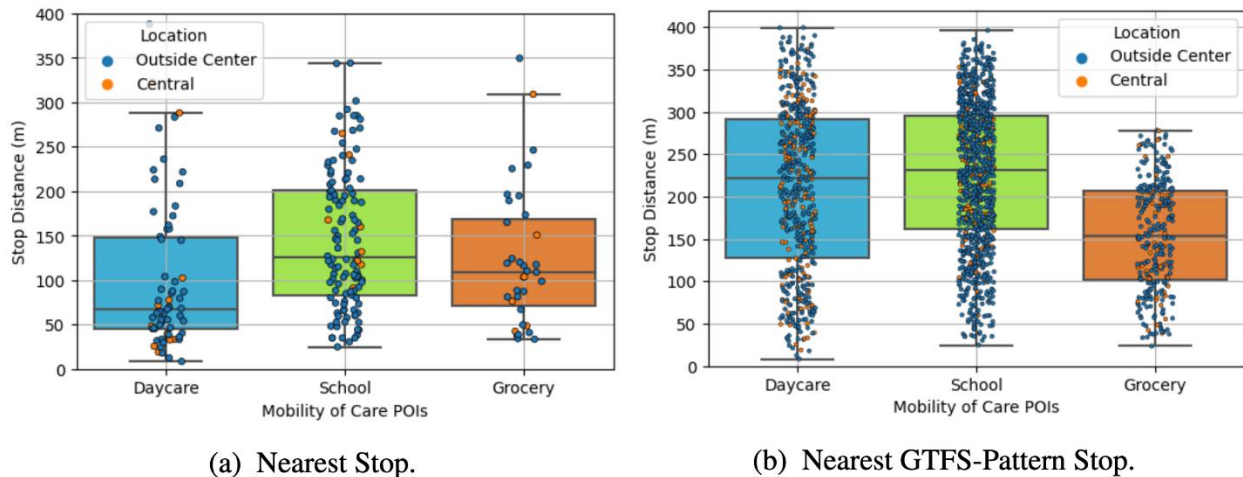 400
350
300
250
200
150
100
50
0
Stop Distance (m)
Location
Outside Center
Central
Daycare
School
Grocery
Mobility of Care POIs
(a) Nearest Stop.
400
350
300
250
200
150
100
50
0
Stop Distance (m)
Location
Outside Center
Central
Daycare
School
Grocery
Mobility of Care POIs
(b) Nearest GTFS-Pattern Stop.